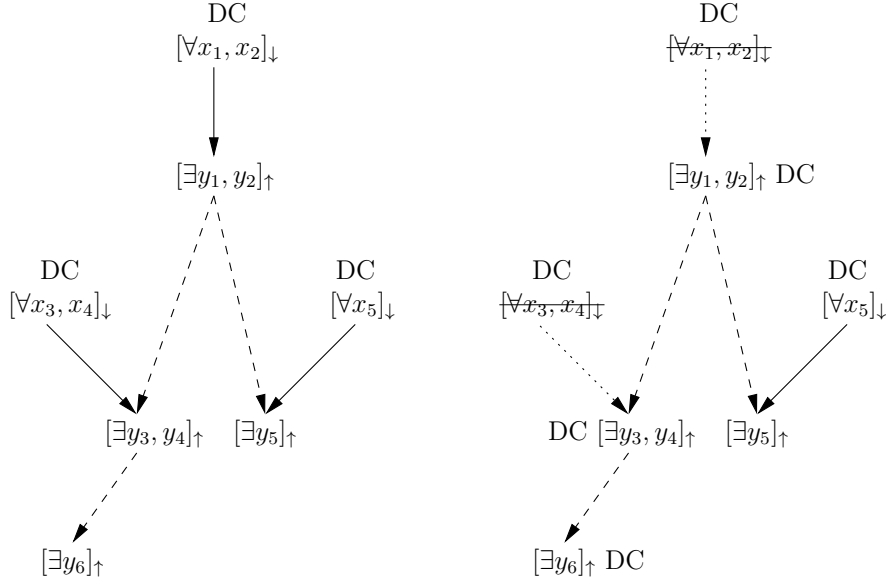 DC
[∀x₁, x₂]↓
[∃y₁, y₂]↑
DC
[∀x₃, x₄]↓
DC
[∀x₅]↓
[∃y₃, y₄]↑
[∃y₅]↑
[∃y₆]↑
DC
[∀x₁, x₂]↓
[∃y₁, y₂]↑ DC
DC
[∀x₃, x₄]↓
DC
[∀x₅]↓
DC [∃y₃, y₄]↑
[∃y₅]↑
[∃y₆]↑ DC